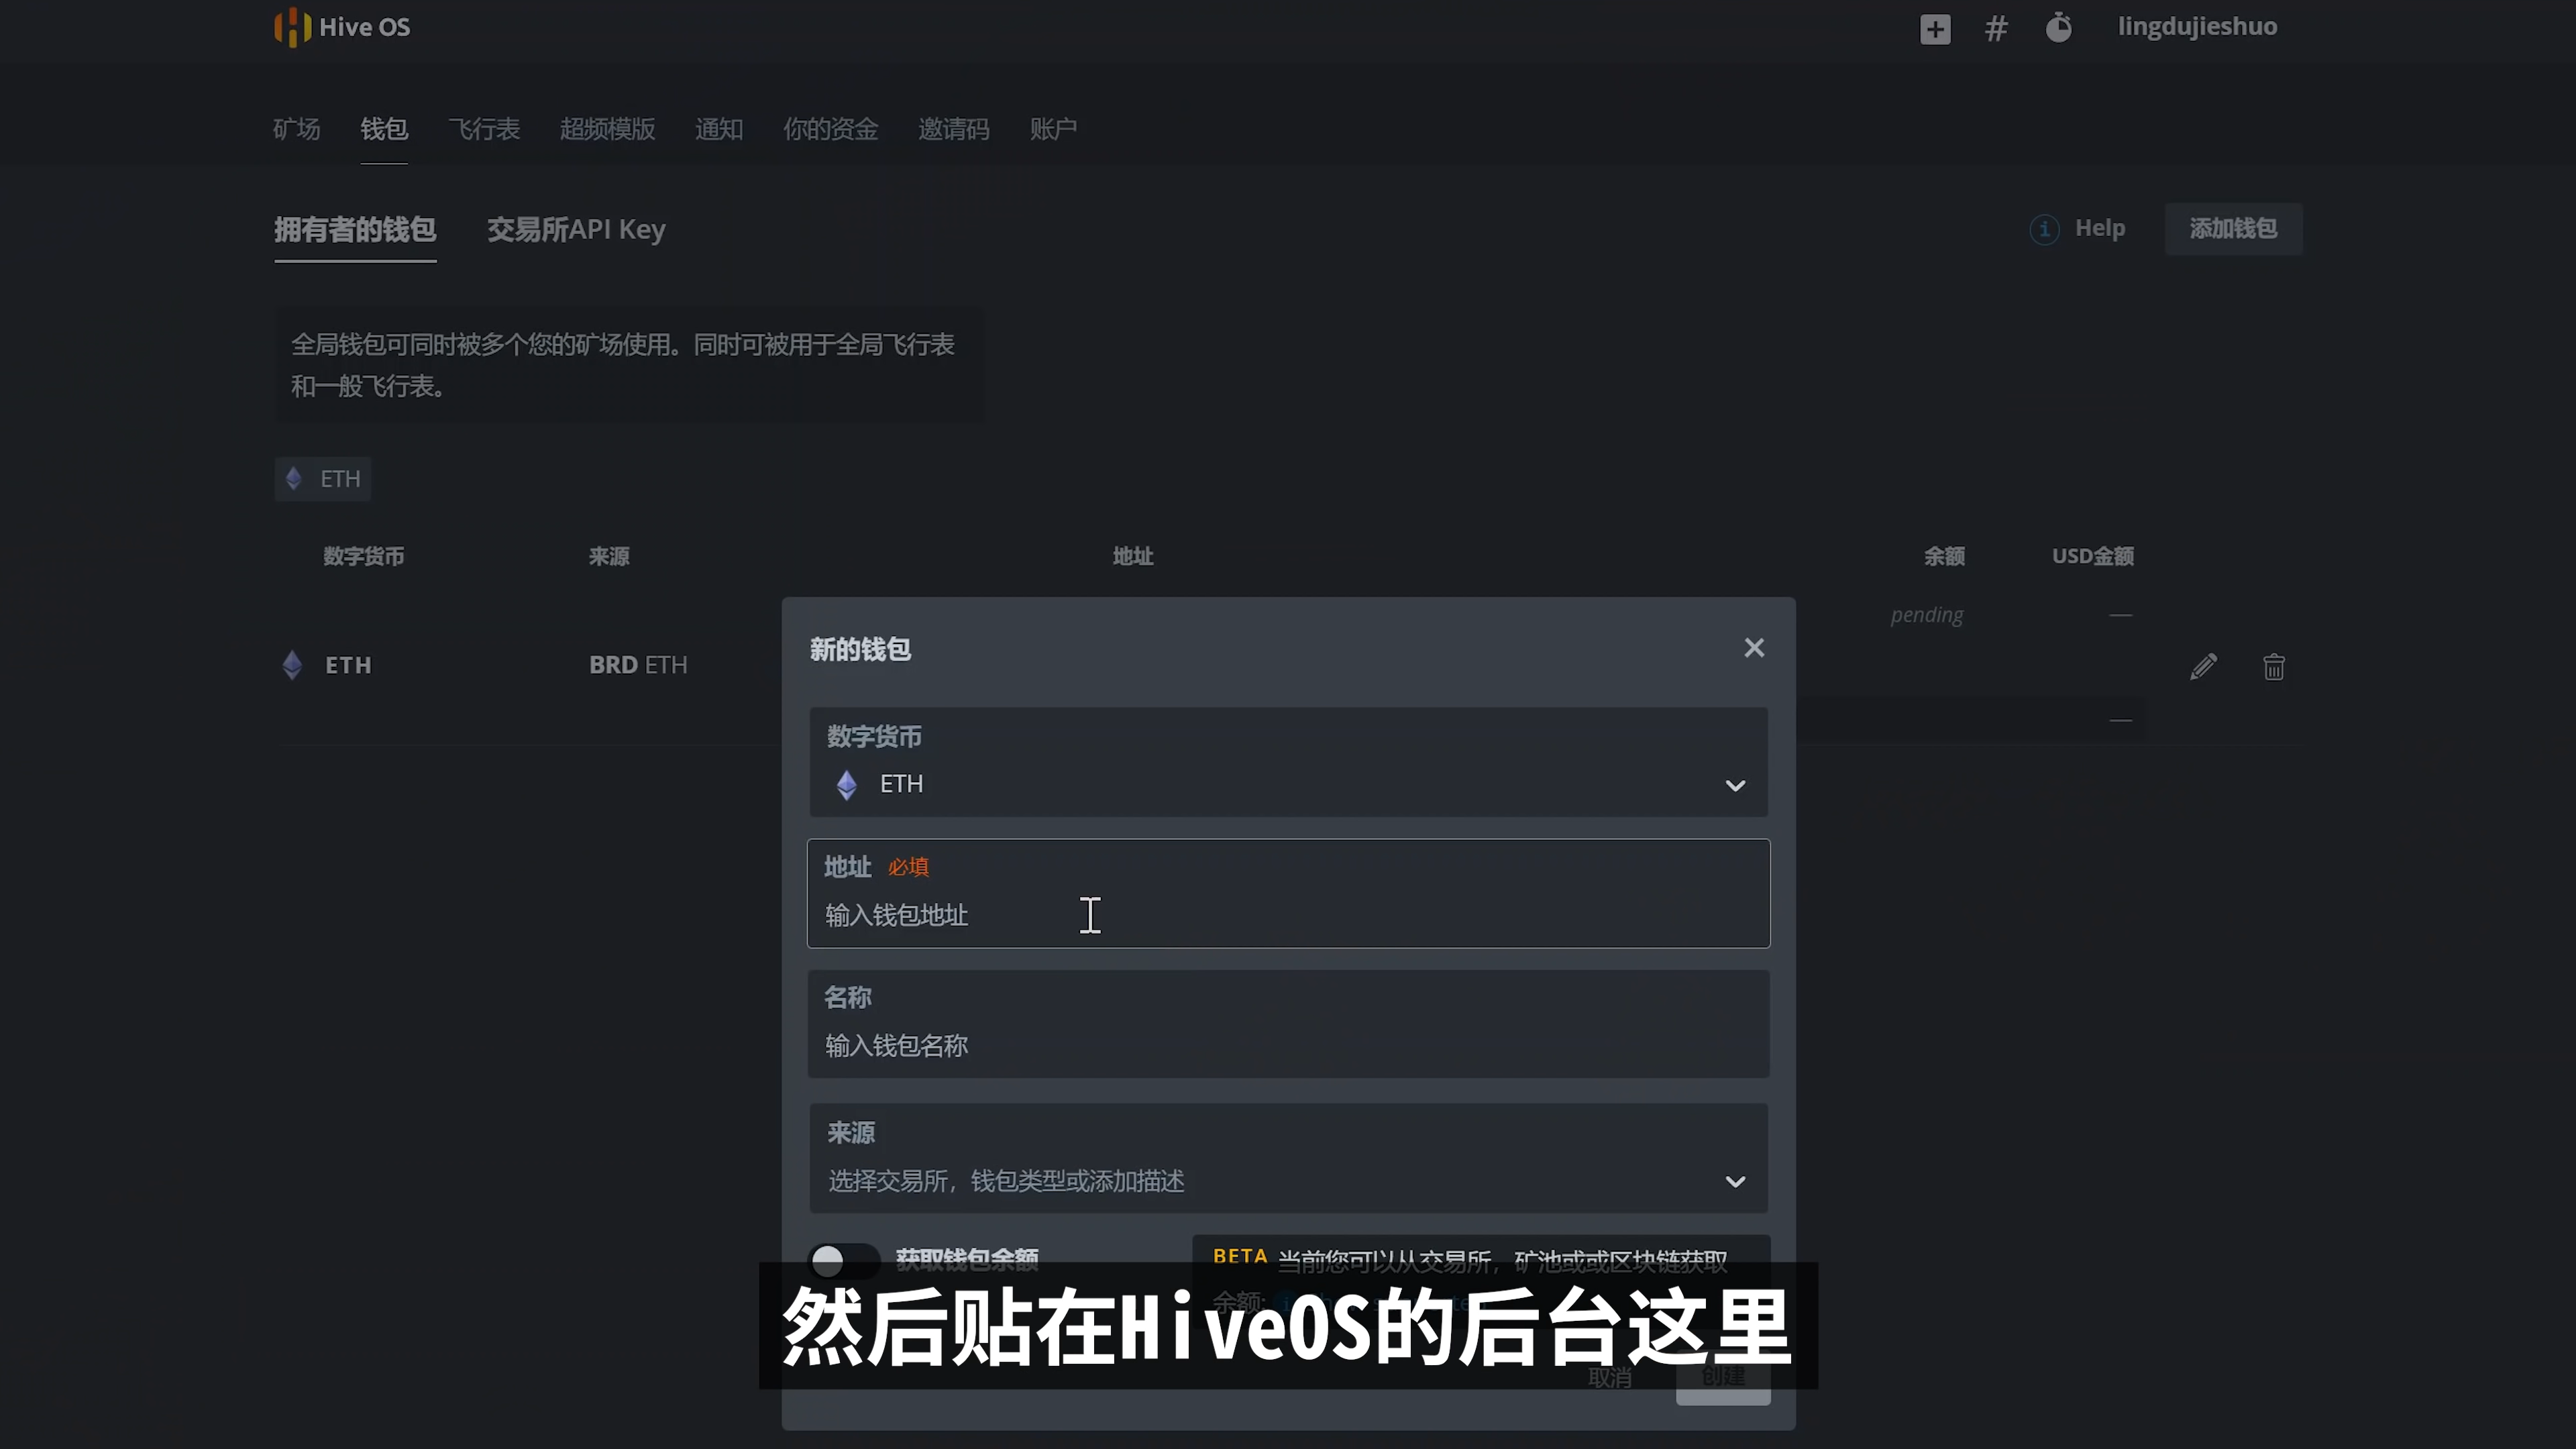 Hive OS
lingdujieshuo
矿场 钱包 飞行表 超频模版 通知 你的资金 邀请码 账户
拥有者的钱包 交易所API Key
Help 添加钱包
全局钱包可同时被多个您的矿场使用。同时可被用于全局飞行表
和一般飞行表。
ETH
数字货币 来源 地址 余额 USD金额
pending —
ETH BRD ETH
—
新的钱包
数字货币
ETH
地址 必填
输入钱包地址
名称
输入钱包名称
来源
选择交易所，钱包类型或添加描述
获取钱包余额
BETA 当前您可以从交易所，矿池或或区块链获取
余额:
然后贴在HiveOS的后台这里
取消 创建